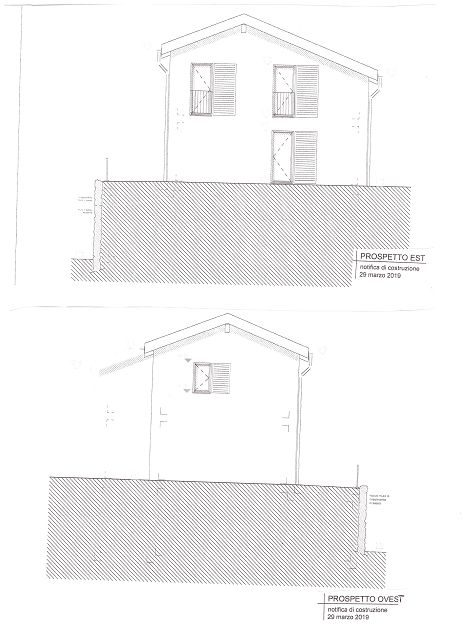 PROSPETTO EST
notifica di costruzione
29 marzo 2019
PROSPETTO OVEST
notifica di costruzione
29 marzo 2019